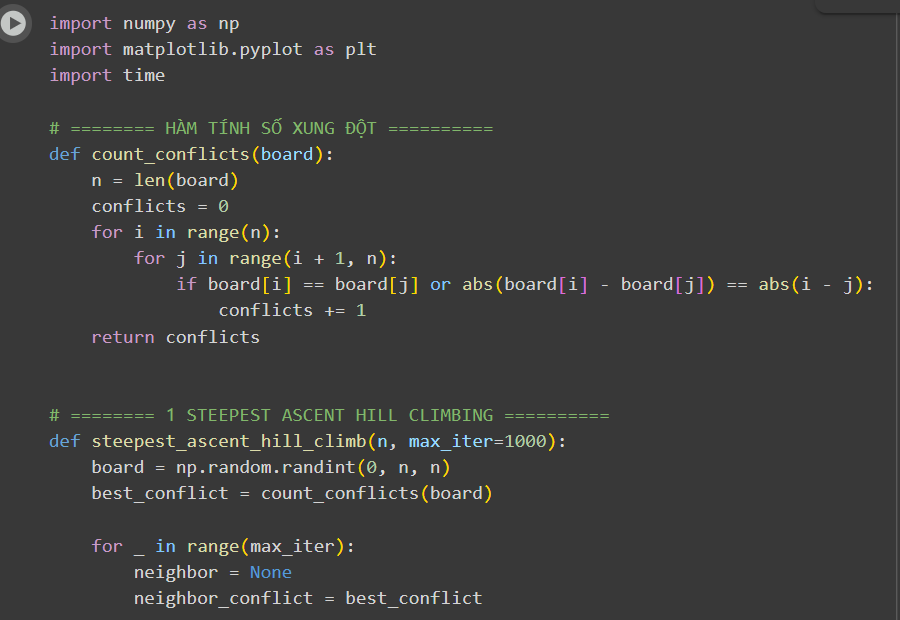 import numpy as np
import matplotlib.pyplot as plt
import time
# ======== HÀM TÍNH SỐ XUNG ĐỘT ==========
def count_conflicts(board):
    n = len(board)
    conflicts = 0
    for i in range(n):
        for j in range(i + 1, n):
            if board[i] == board[j] or abs(board[i] - board[j]) == abs(i - j):
                conflicts += 1
    return conflicts
# ======== 1 STEEPEST ASCENT HILL CLIMBING ==========
def steepest_ascent_hill_climb(n, max_iter=1000):
    board = np.random.randint(0, n, n)
    best_conflict = count_conflicts(board)
    for _ in range(max_iter):
        neighbor = None
        neighbor_conflict = best_conflict